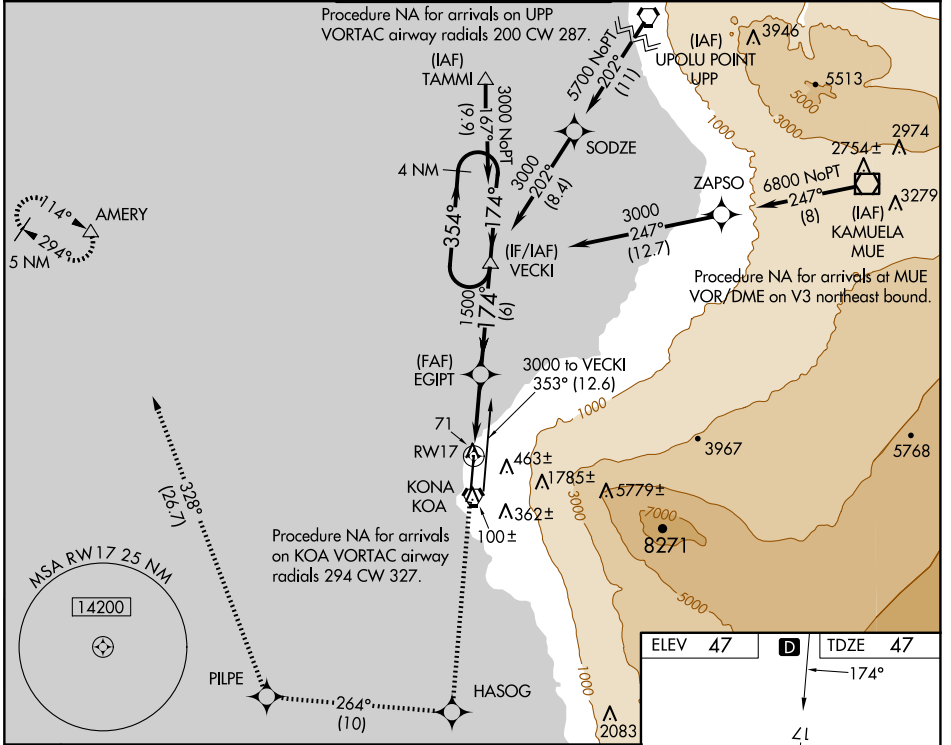 Procedure NA for arrivals on UPP
VORTAC airway radials 200 CW 287.
(IAF)
TAMMI
3000 NoPT
167°
(9.9)
5700 NoPT
202°
(11)
(IAF)
UPOLU POINT
UPP
3946
5513
5000
3000
1000
2974
2754±
3279
SODZE
4 NM
3000
202°
(8.4)
ZAPSO
6800 NoPT
247°
(8)
(IAF)
KAMUELA
MUE
3000
247°
(12.7)
354°
174°
114°
AMERY
294°
5 NM
(IF/IAF)
VECKI
Procedure NA for arrivals at MUE
VOR/DME on V3 northeast bound.
1500
174°
(6)
(FAF)
EGIPT
3000 to VECKI
353° (12.6)
1000
71
RW17
463±
3967
5768
KONA
KOA
1785±
5779±
3000
7000
8271
362±
100±
328°
(26.7)
Procedure NA for arrivals
on KOA VORTAC airway
radials 294 CW 327.
MSA RW17 25 NM
14200
5000
PILPE
264°
(10)
HASOG
1000
2083
ELEV 47
D
TDZE 47
174°
17